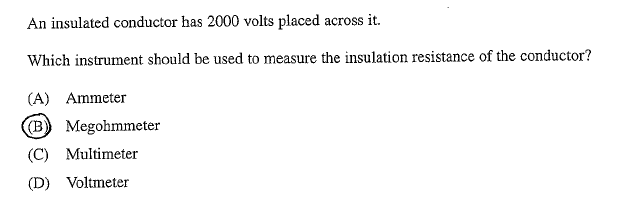 An insulated conductor has 2000 volts placed across it.
Which instrument should be used to measure the insulation resistance of the conductor?
(A) Ammeter
(B) Megohmmeter
(C) Multimeter
(D) Voltmeter